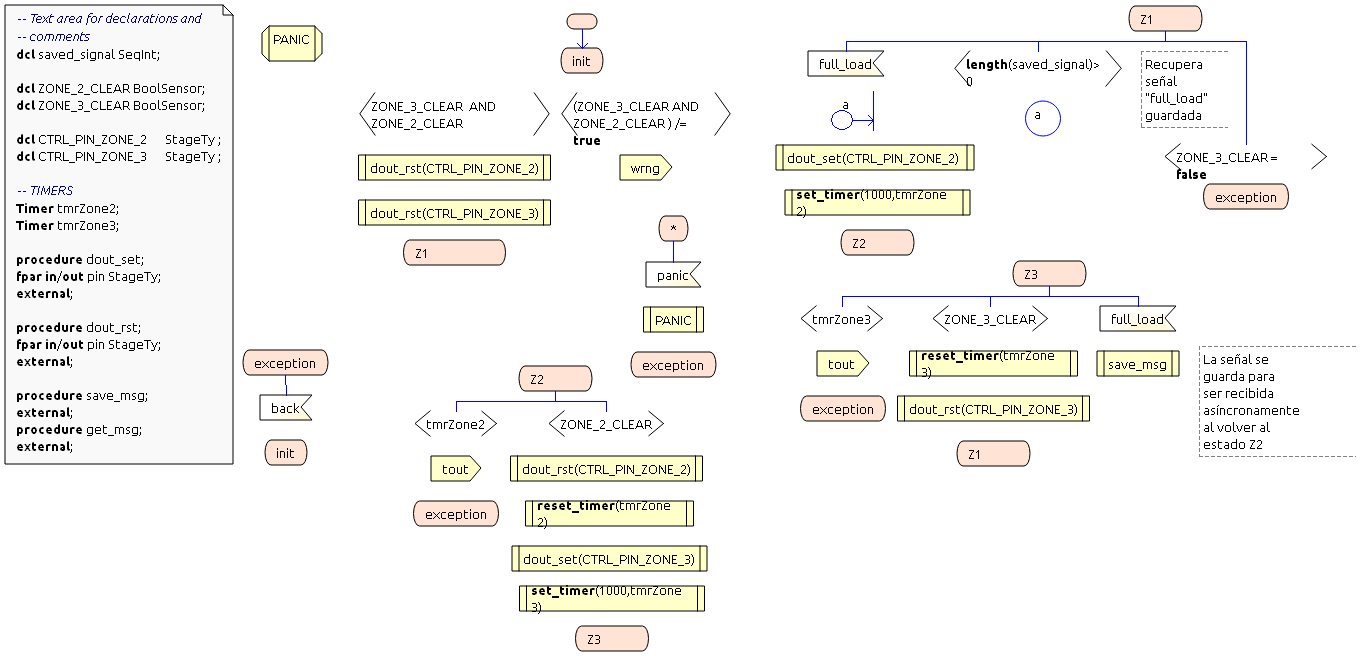 -- Text area for declarations and
-- comments
dcl saved_signal SeqInt;
dcl ZONE_2_CLEAR BoolSensor;
dcl ZONE_3_CLEAR BoolSensor;
dcl CTRL_PIN_ZONE_2 StageTy;
dcl CTRL_PIN_ZONE_3 StageTy;
-- TIMERS
Timer tmrZone2;
Timer tmrZone3;
procedure dout_set;
fpar in/out pin StageTy;
external;
procedure dout_rst;
fpar in/out pin StageTy;
external;
procedure save_msg;
external;
procedure get_msg;
external;
PANIC
exception
back
init
init
ZONE_3_CLEAR AND
ZONE_2_CLEAR
dout_rst(CTRL_PIN_ZONE_2)
dout_rst(CTRL_PIN_ZONE_3)
Z1
(ZONE_3_CLEAR AND
ZONE_2_CLEAR ) /=
true
wrng
*
panic
PANIC
exception
Z2
tmrZone2
tout
exception
ZONE_2_CLEAR
dout_rst(CTRL_PIN_ZONE_2)
reset_timer(tmrZone
2)
dout_set(CTRL_PIN_ZONE_3)
set_timer(1000,tmrZone
3)
Z3
Z1
full_load
a
dout_set(CTRL_PIN_ZONE_2)
set_timer(1000,tmrZone
2)
Z2
length(saved_signal)>
0
a
Recupera
señal
"full_load"
guardada
ZONE_3_CLEAR =
false
exception
Z3
tmrZone3
tout
exception
ZONE_3_CLEAR
reset_timer(tmrZone
3)
dout_rst(CTRL_PIN_ZONE_3)
Z1
full_load
save_msg
La señal se
guarda para
ser recibida
asíncronamente
al volver al
estado Z2